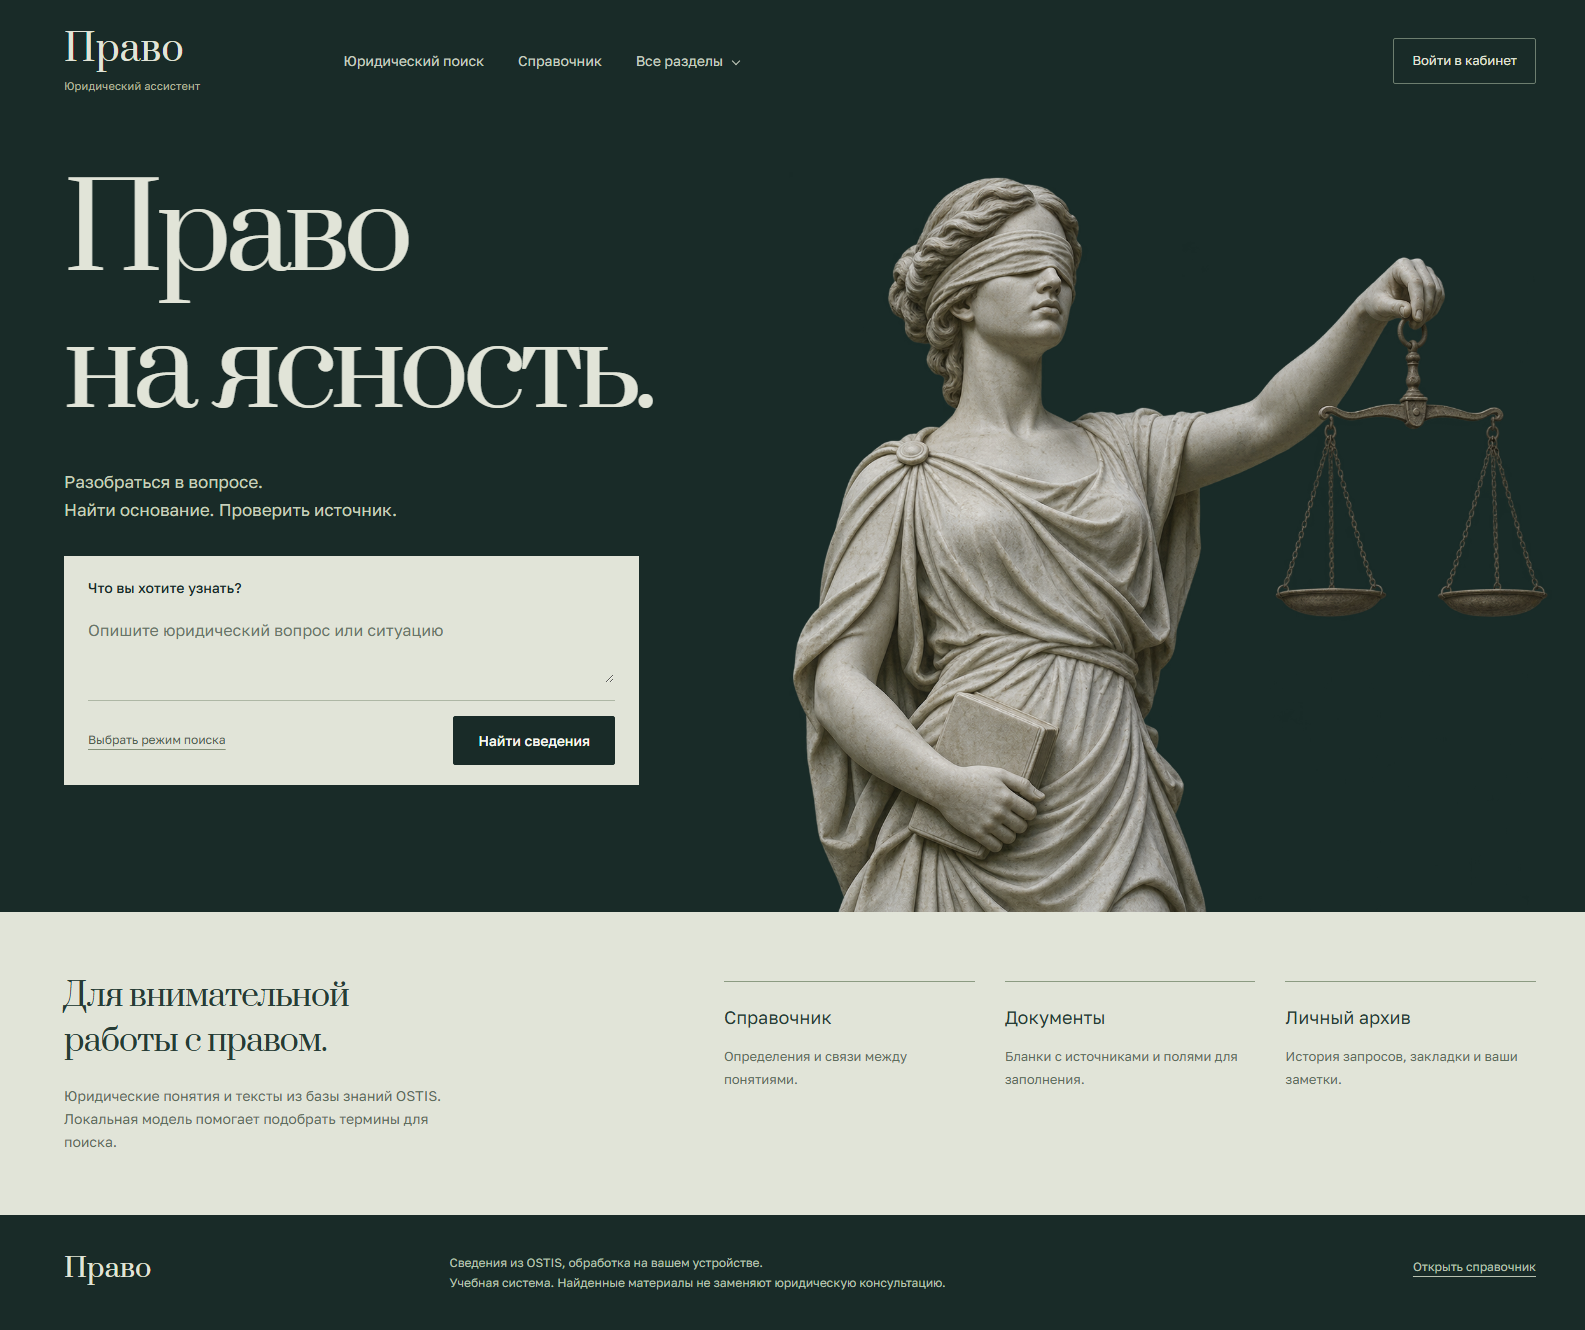 Право
Юридический ассистент
Юридический поиск
Справочник
Все разделы
Войти в кабинет
Право
на ясность.
Разобраться в вопросе.
Найти основание. Проверить источник.
Что вы хотите узнать?
Опишите юридический вопрос или ситуацию
Выбрать режим поиска
Найти сведения
Для внимательной
работы с правом.
Юридические понятия и тексты из базы знаний OSTIS.
Локальная модель помогает подобрать термины для
поиска.
Справочник
Определения и связи между
понятиями.
Документы
Бланки с источниками и полями для
заполнения.
Личный архив
История запросов, закладки и ваши
заметки.
Право
Сведения из OSTIS, обработка на вашем устройстве.
Учебная система. Найденные материалы не заменяют юридическую консультацию.
Открыть справочник